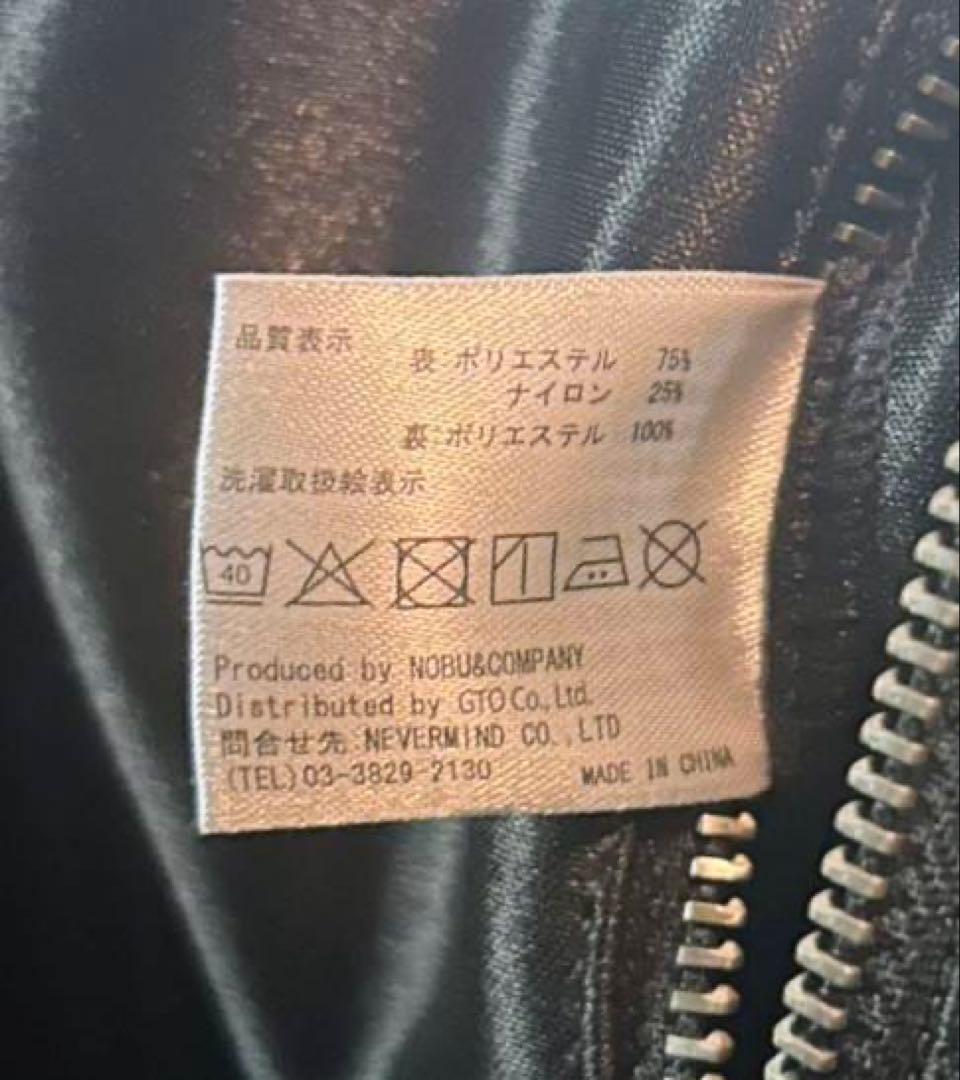 品質表示
表:ポリエステル 75%
ナイロン 25%
裏:ポリエステル 100%
洗濯取扱絵表示
40
Produced by NOBU&COMPANY
Distributed by GTO Co.,Ltd.
問合せ先:NEVERMIND CO.,LTD
(TEL)03-3829-2130
MADE IN CHINA